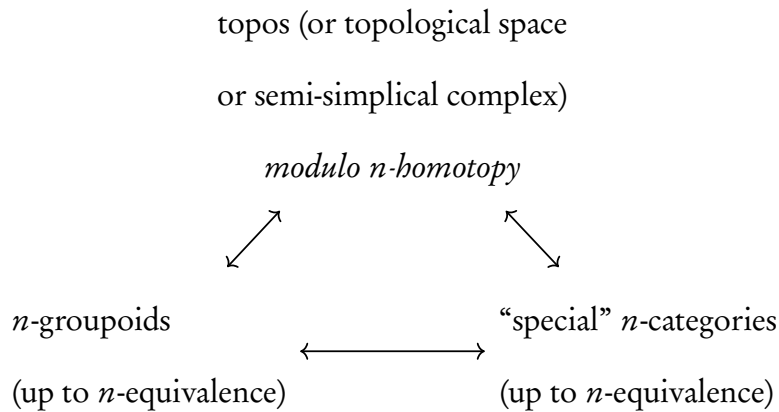 topos (or topological space
or semi-simplical complex)
modulo n-homotopy
n-groupoids
(up to n-equivalence)
“special” n-categories
(up to n-equivalence)